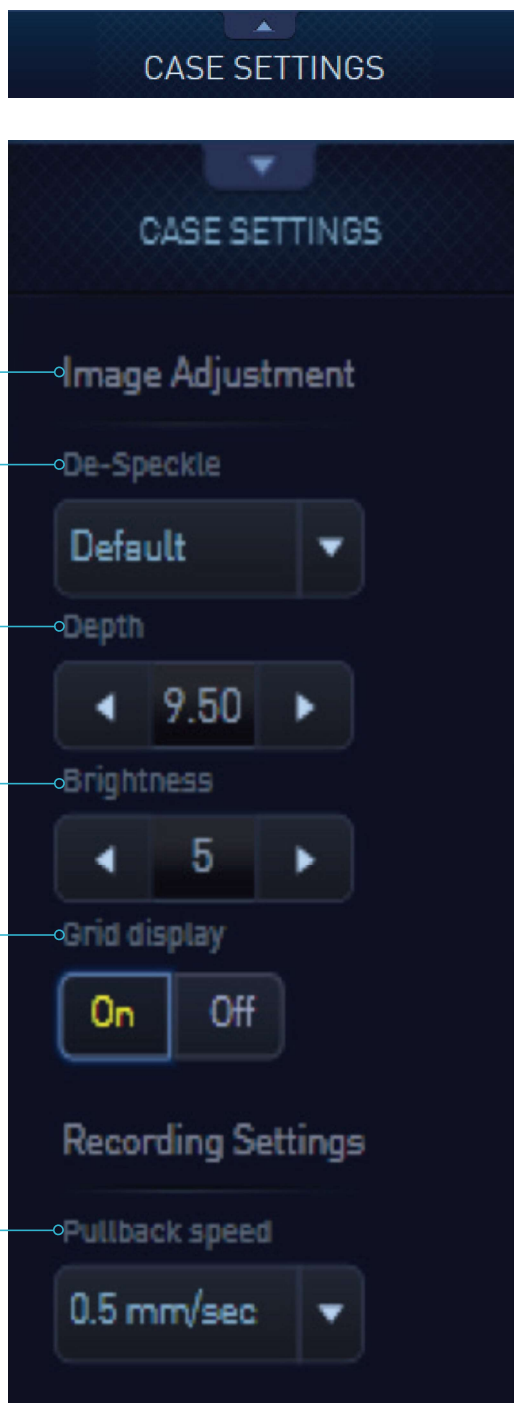 CASE SETTINGS
CASE SETTINGS
Image Adjustment
De-Speckle
Default
Depth
9.50
Brightness
5
Grid display
On Off
Recording Settings
Pullback speed
0.5 mm/sec